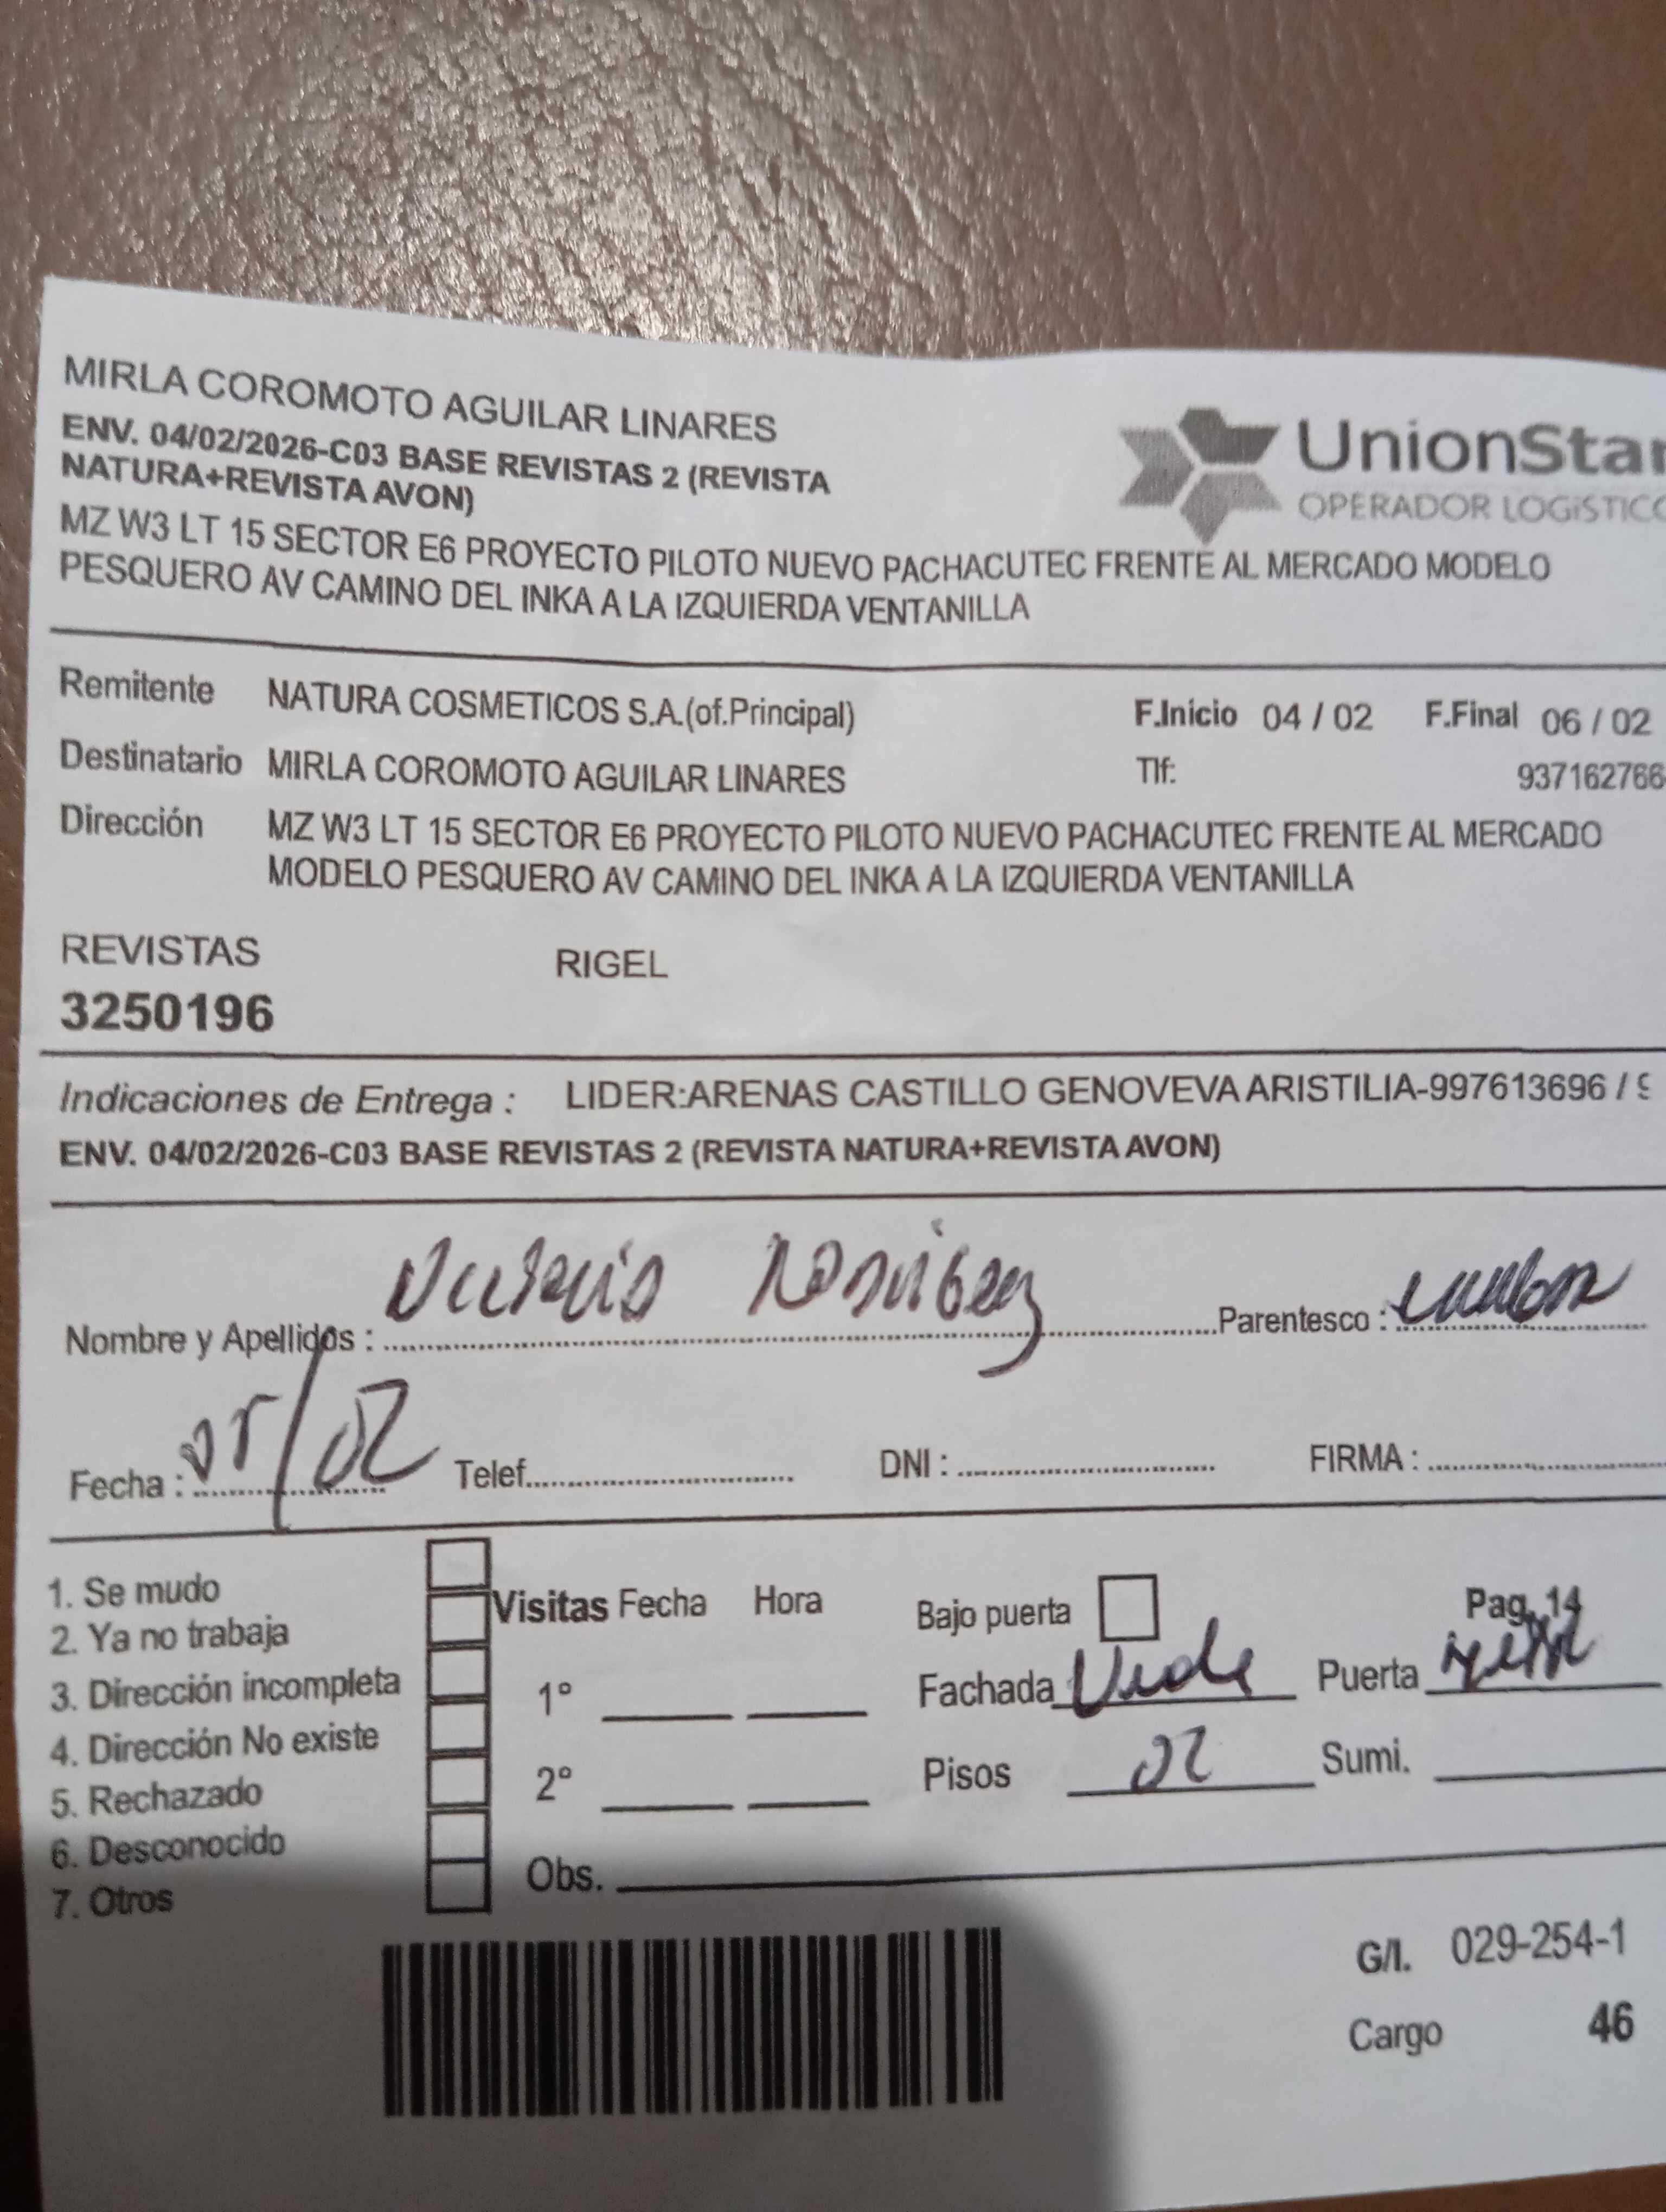 MIRLA COROMOTO AGUILAR LINARES
ENV. 04/02/2026-C03 BASE REVISTAS 2 (REVISTA
NATURA+REVISTA AVON)
MZ W3 LT 15 SECTOR E6 PROYECTO PILOTO NUEVO PACHACUTEC FRENTE AL MERCADO MODELO
PESQUERO AV CAMINO DEL INKA A LA IZQUIERDA VENTANILLA
UnionStar
OPERADOR LOGÍSTICO
Remitente NATURA COSMETICOS S.A.(of.Principal) F.Inicio 04 / 02 F.Final 06 / 02
Destinatario MIRLA COROMOTO AGUILAR LINARES Tlf: 937162766
Dirección MZ W3 LT 15 SECTOR E6 PROYECTO PILOTO NUEVO PACHACUTEC FRENTE AL MERCADO
MODELO PESQUERO AV CAMINO DEL INKA A LA IZQUIERDA VENTANILLA
REVISTAS RIGEL
3250196
Indicaciones de Entrega : LIDER:ARENAS CASTILLO GENOVEVA ARISTILIA-997613696 / 9
ENV. 04/02/2026-C03 BASE REVISTAS 2 (REVISTA NATURA+REVISTA AVON)
Nombre y Apellidos : Parentesco :
Fecha : 05/02 Telef. DNI : FIRMA :
1. Se mudo
2. Ya no trabaja
3. Dirección incompleta
4. Dirección No existe
5. Rechazado
6. Desconocido
7. Otros
Visitas Fecha Hora
1°
2°
Obs.
Bajo puerta Pag. 14
Fachada Verde Puerta
Pisos 02 Sumi.
G/I. 029-254-1
Cargo 46